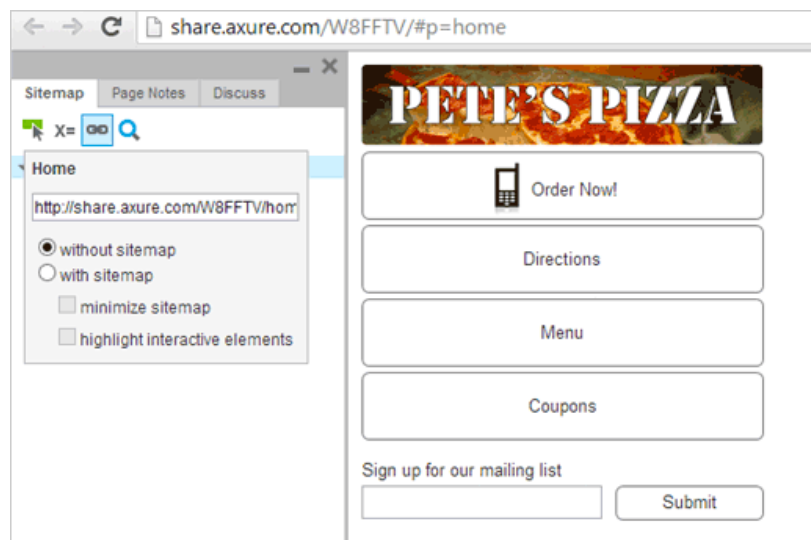 share.axure.com/W8FFTV/#p=home
Sitemap Page Notes Discuss
X=
Home
http://share.axure.com/W8FFTV/hom
without sitemap
with sitemap
minimize sitemap
highlight interactive elements
PETE'S PIZZA
Order Now!
Directions
Menu
Coupons
Sign up for our mailing list
Submit